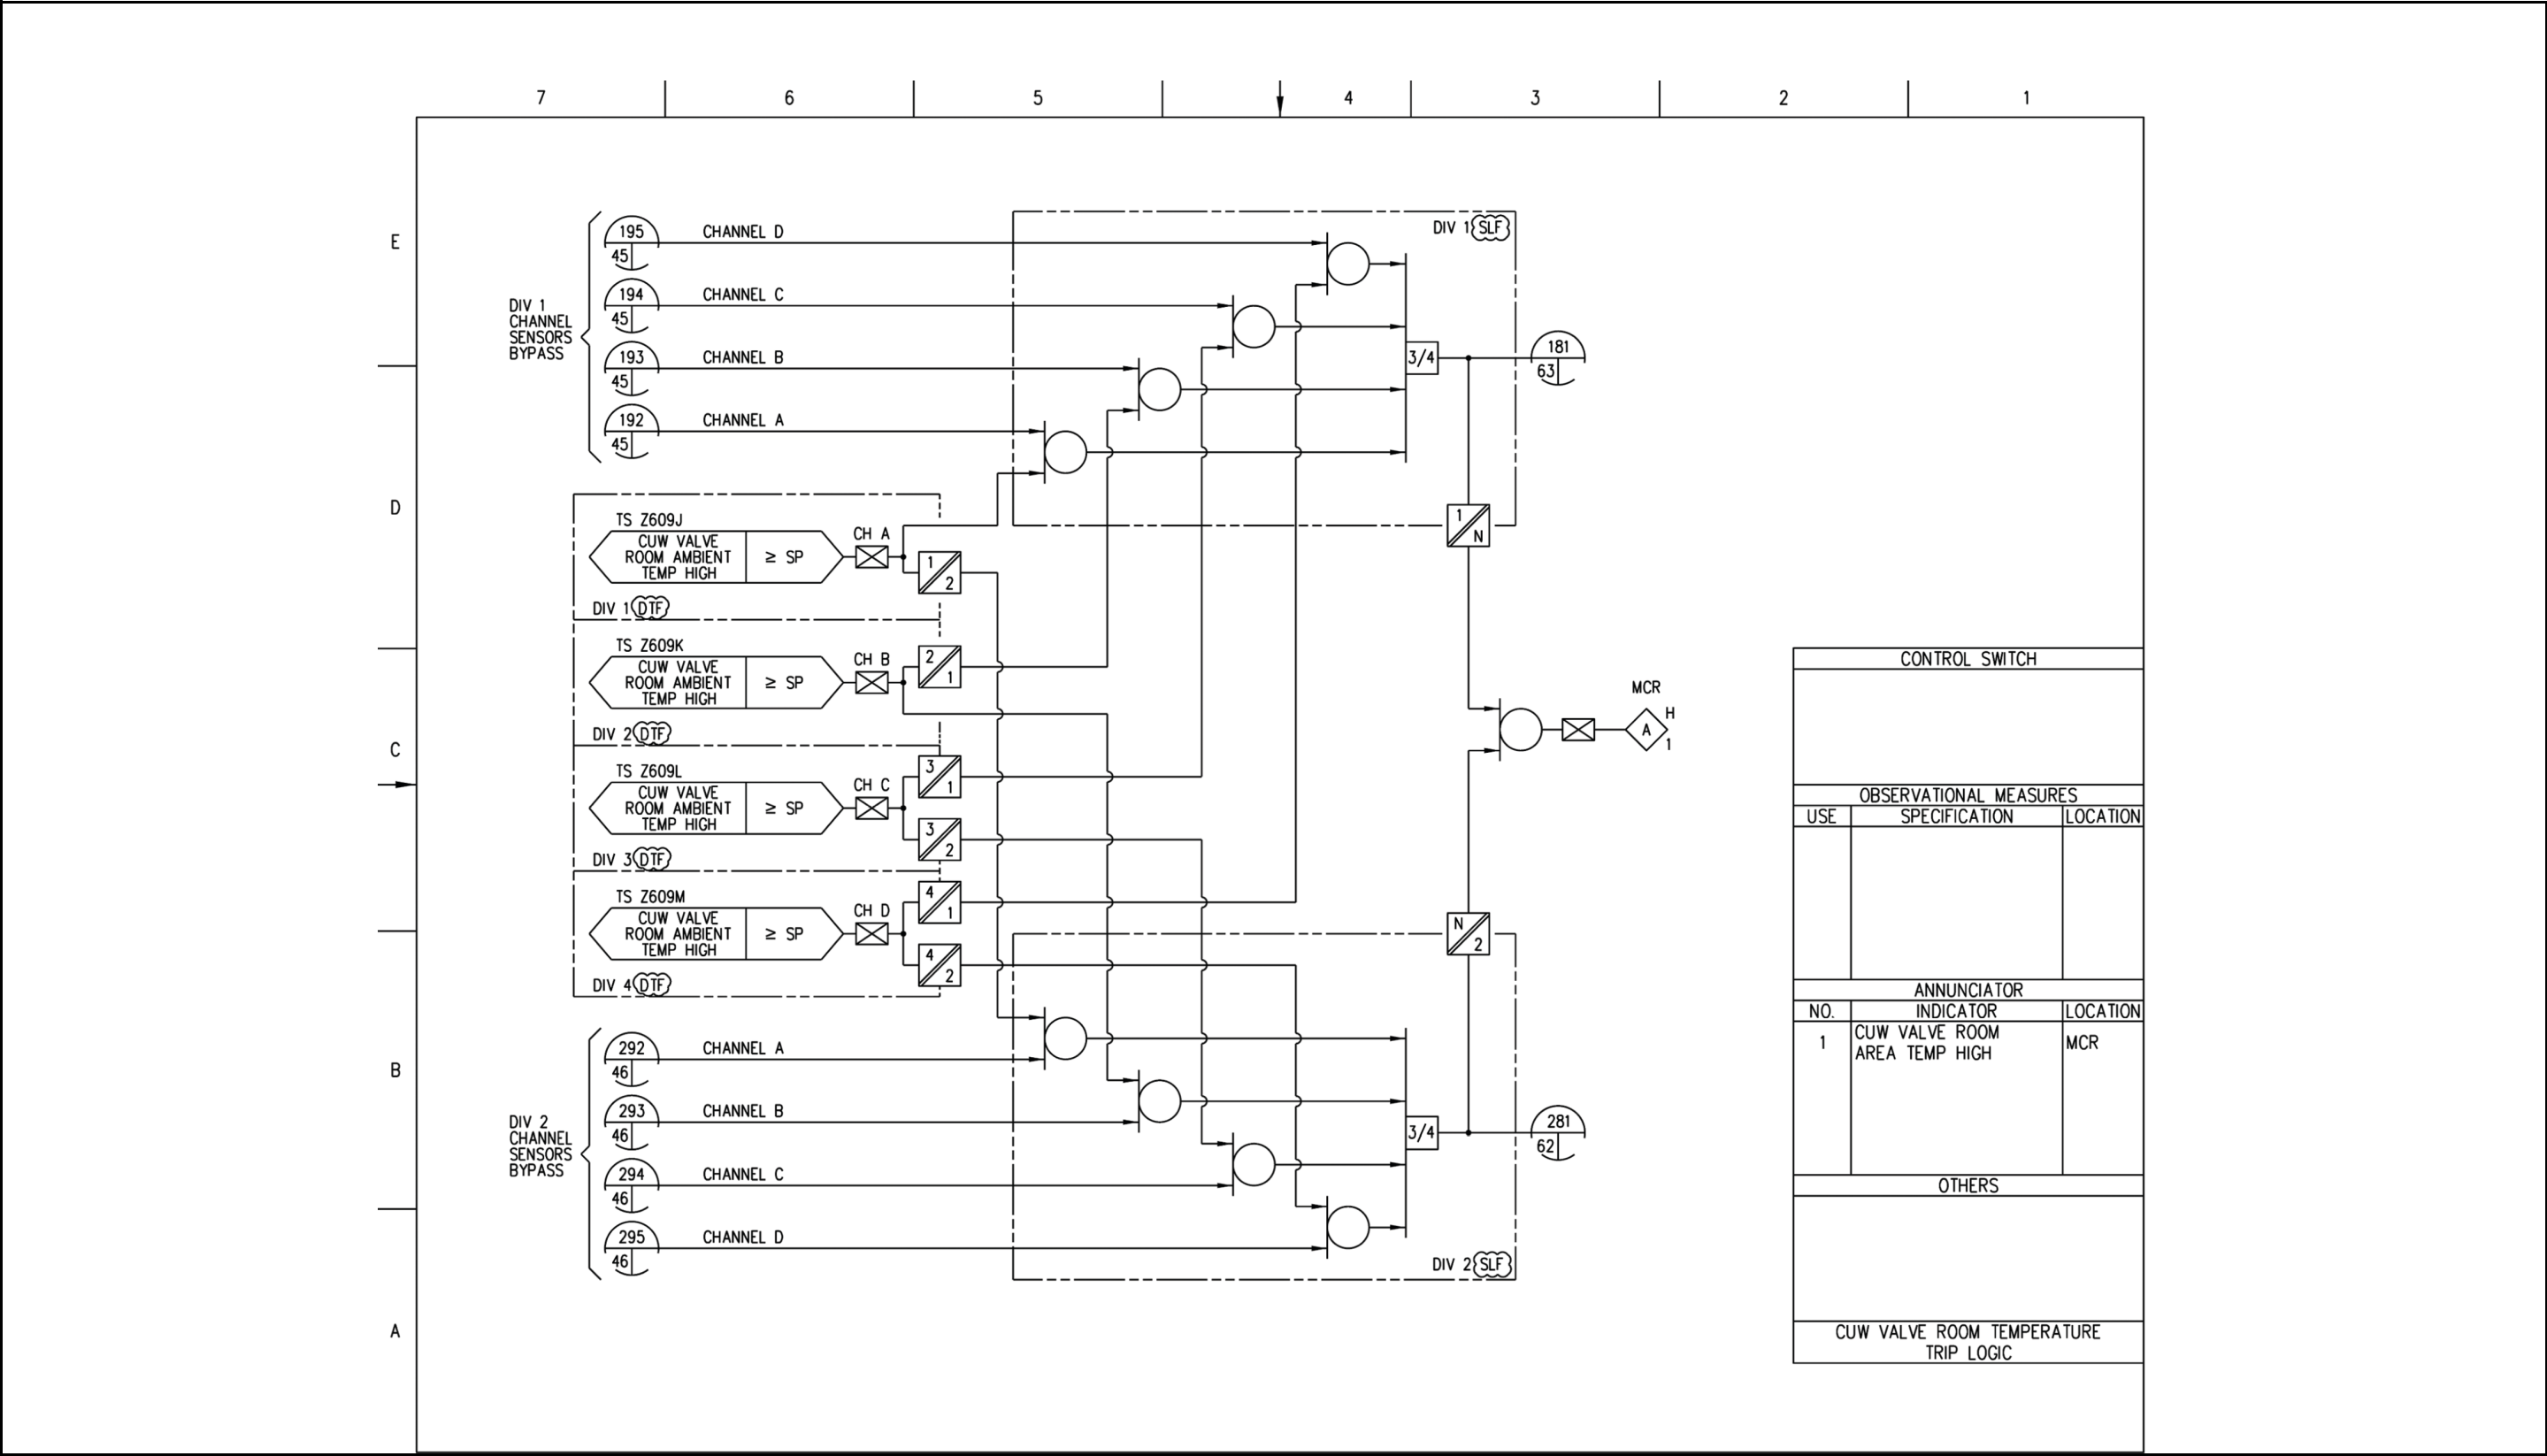 7 6 5 4 3 2 1
E
D
C
B
A
DIV 1
CHANNEL
SENSORS
BYPASS
195
45
CHANNEL D
194
45
CHANNEL C
193
45
CHANNEL B
192
45
CHANNEL A
DIV 1 SLF
3/4
181
63
1
N
TS Z609J
CUW VALVE
ROOM AMBIENT
TEMP HIGH
≥ SP
CH A
1
2
DIV 1 DTF
TS Z609K
CUW VALVE
ROOM AMBIENT
TEMP HIGH
≥ SP
CH B
2
1
DIV 2 DTF
TS Z609L
CUW VALVE
ROOM AMBIENT
TEMP HIGH
≥ SP
CH C
3
1
3
2
DIV 3 DTF
TS Z609M
CUW VALVE
ROOM AMBIENT
TEMP HIGH
≥ SP
CH D
4
1
4
2
DIV 4 DTF
MCR
A
H
1
N
2
DIV 2
CHANNEL
SENSORS
BYPASS
292
46
CHANNEL A
293
46
CHANNEL B
294
46
CHANNEL C
295
46
CHANNEL D
3/4
281
62
DIV 2 SLF
CONTROL SWITCH
OBSERVATIONAL MEASURES
USE SPECIFICATION LOCATION
ANNUNCIATOR
NO. INDICATOR LOCATION
1 CUW VALVE ROOM
AREA TEMP HIGH
MCR
OTHERS
CUW VALVE ROOM TEMPERATURE
TRIP LOGIC